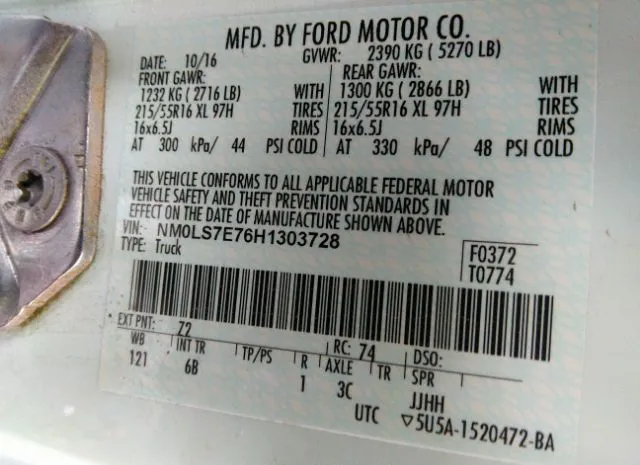 MFD. BY FORD MOTOR CO.
DATE: 10/16 GVWR: 2390 KG ( 5270 LB)
FRONT GAWR: REAR GAWR:
1232 KG ( 2716 LB) WITH 1300 KG ( 2866 LB) WITH
215/55R16 XL 97H TIRES 215/55R16 XL 97H TIRES
16x6.5J RIMS 16x6.5J RIMS
AT 300 kPa/ 44 PSI COLD AT 330 kPa/ 48 PSI COLD
THIS VEHICLE CONFORMS TO ALL APPLICABLE FEDERAL MOTOR
VEHICLE SAFETY AND THEFT PREVENTION STANDARDS IN
EFFECT ON THE DATE OF MANUFACTURE SHOWN ABOVE.
VIN: NM0LS7E76H1303728 F0372
TYPE: Truck T0774
EXT PNT: Z2 RC: 74 DSO:
WB INT TR TP/PS R AXLE TR SPR
121 6B 1 3C JJHH
UTC ▽5U5A-1520472-BA